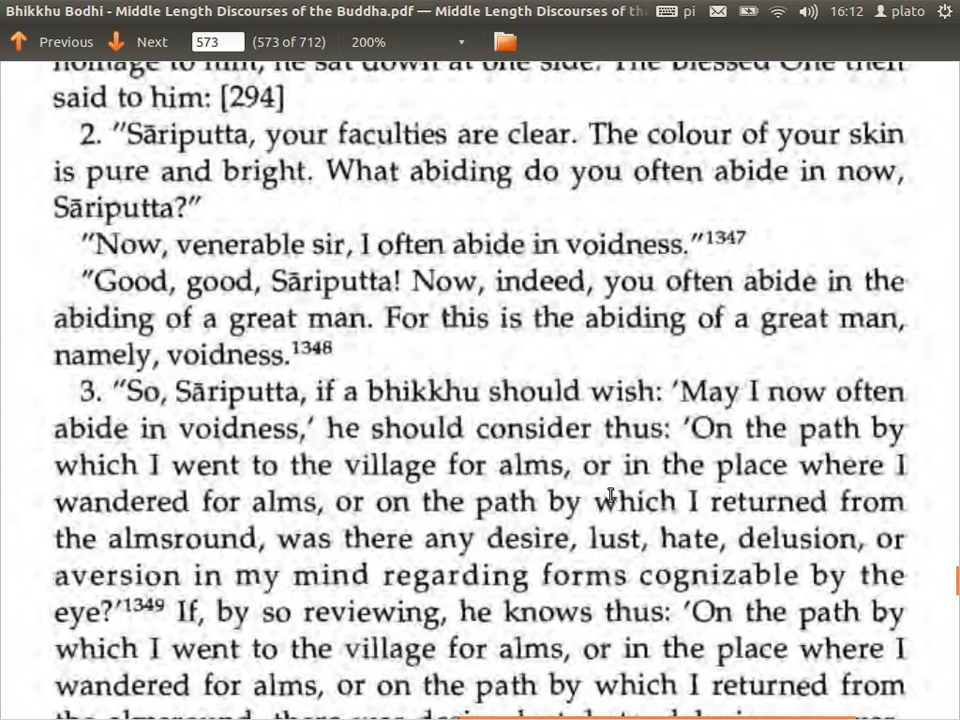 Bhikkhu Bodhi - Middle Length Discourses of the Buddha.pdf — Middle Length Discourses of th pi 16:12 plato
Previous Next 573 (573 of 712) 200%
homage to him, he sat down at one side. The Blessed One then
said to him: [294]
2. "Sāriputta, your faculties are clear. The colour of your skin
is pure and bright. What abiding do you often abide in now,
Sāriputta?"
"Now, venerable sir, I often abide in voidness."1347
"Good, good, Sāriputta! Now, indeed, you often abide in the
abiding of a great man. For this is the abiding of a great man,
namely, voidness.1348
3. "So, Sāriputta, if a bhikkhu should wish: 'May I now often
abide in voidness,' he should consider thus: 'On the path by
which I went to the village for alms, or in the place where I
wandered for alms, or on the path by which I returned from
the almsround, was there any desire, lust, hate, delusion, or
aversion in my mind regarding forms cognizable by the
eye?'1349 If, by so reviewing, he knows thus: 'On the path by
which I went to the village for alms, or in the place where I
wandered for alms, or on the path by which I returned from